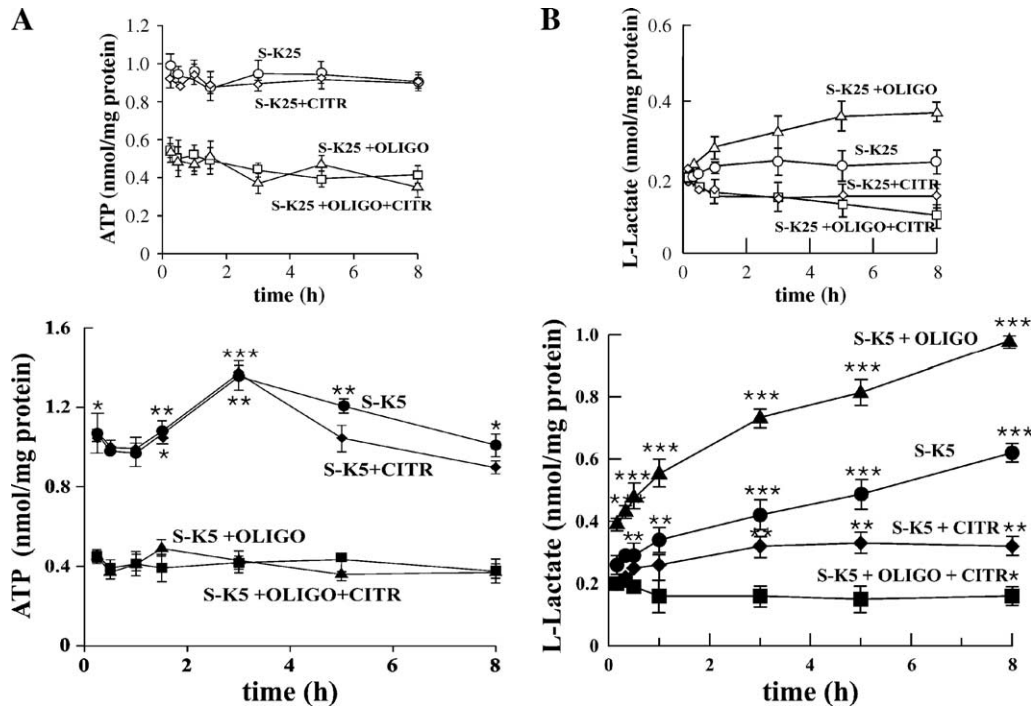 A
ATP (nmol/mg protein)
1.2
1.0
0.8
0.6
0.4
0.2
0
S-K25
S-K25+CITR
S-K25 +OLIGO
S-K25 +OLIGO+CITR
0 2 4 6 8
time (h)
B
L-Lactate (nmol/mg protein)
0.6
0.4
0.2
0
S-K25 +OLIGO
S-K25
S-K25+CITR
S-K25 +OLIGO+CITR
0 2 4 6 8
time (h)
ATP (nmol/mg protein)
1.6
1.2
0.8
0.4
0
*
**
*
***
**
**
*
S-K5
S-K5+CITR
S-K5 +OLIGO
S-K5 +OLIGO+CITR
0 2 4 6 8
time (h)
L-Lactate (nmol/mg protein)
1.0
0.8
0.6
0.4
0.2
0
S-K5 + OLIGO
***
***
***
***
***
***
S-K5
***
***
***
**
**
S-K5 + CITR
**
**
**
S-K5 + OLIGO + CITR*
2 4 6 8
time (h)